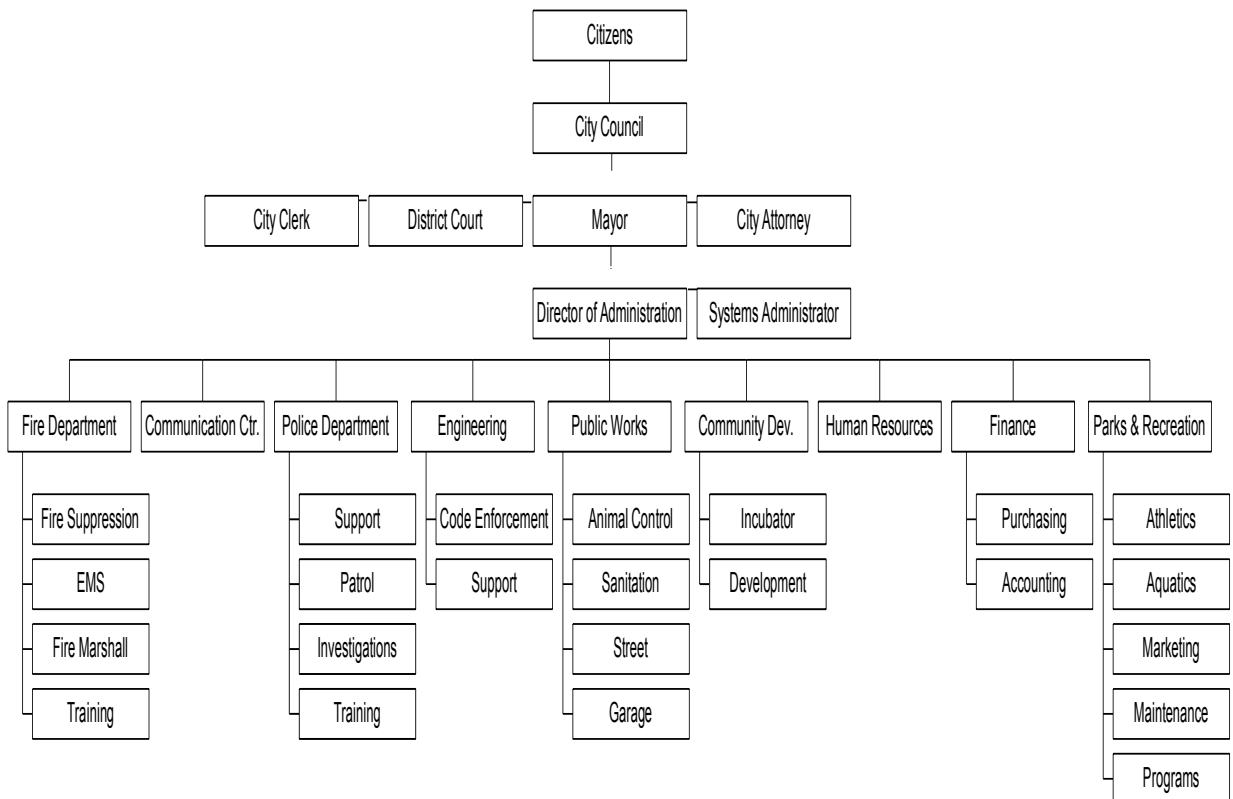 Citizens
City Council
City Clerk
District Court
Mayor
City Attorney
Director of Administration
Systems Administrator
Fire Department
Communication Ctr.
Police Department
Engineering
Public Works
Community Dev.
Human Resources
Finance
Parks & Recreation
Fire Suppression
EMS
Fire Marshall
Training
Support
Patrol
Investigations
Training
Code Enforcement
Support
Animal Control
Sanitation
Street
Garage
Incubator
Development
Purchasing
Accounting
Athletics
Aquatics
Marketing
Maintenance
Programs